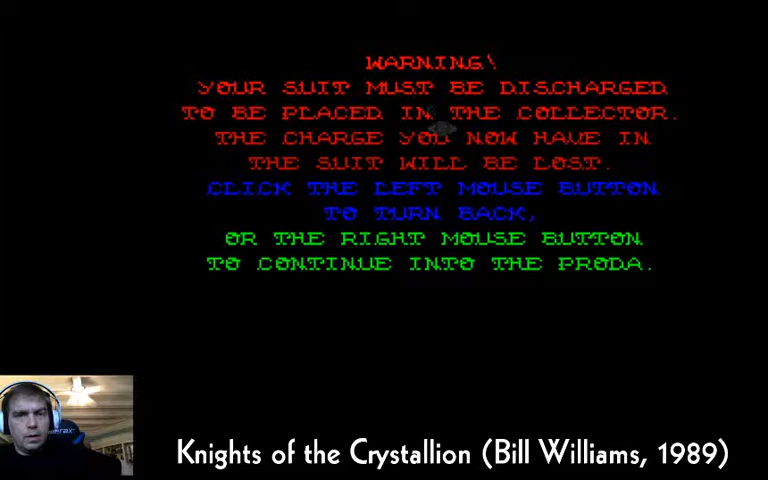 WARNING\
YOUR SUIT MUST BE DISCHARGED
TO BE PLACED IN THE COLLECTOR.
THE CHARGE YOU NOW HAVE IN
THE SUIT WILL BE LOST.
CLICK THE LEFT MOUSE BUTTON
TO TURN BACK,
OR THE RIGHT MOUSE BUTTON
TO CONTINUE INTO THE PRODA.
Knights of the Crystallion (Bill Williams, 1989)